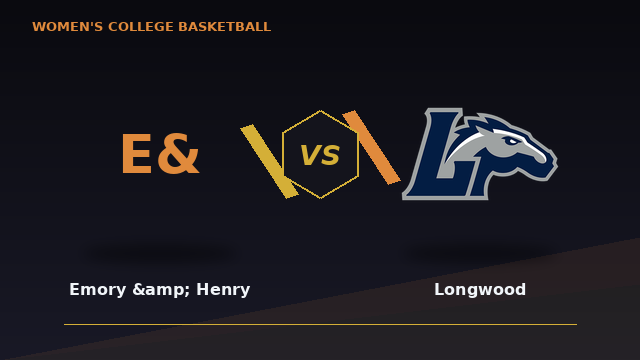 WOMEN'S COLLEGE BASKETBALL
E&
VS
L
Emory &amp; Henry
Longwood